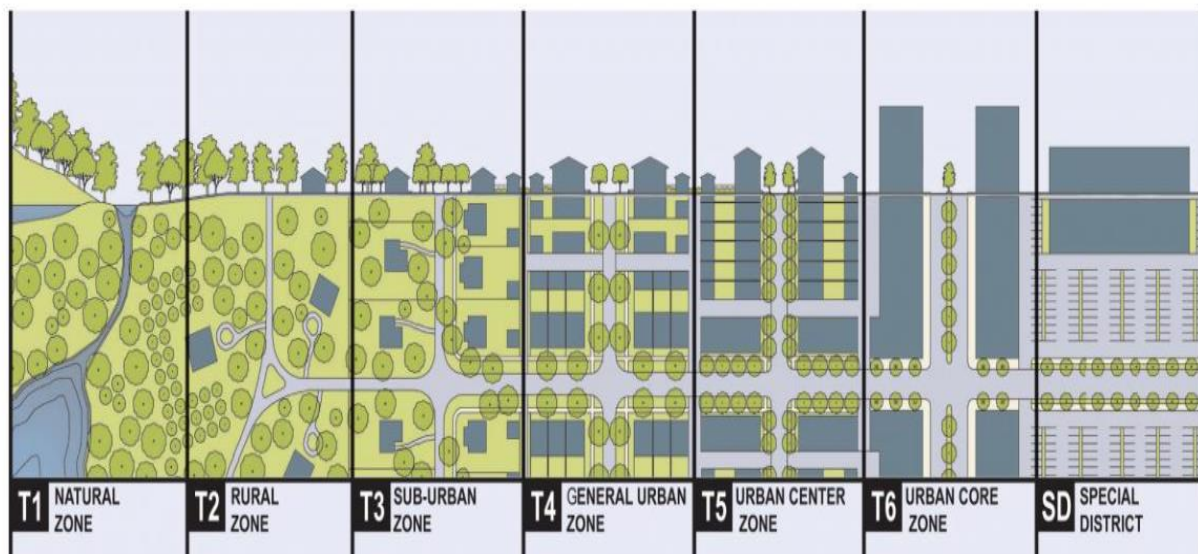 T1 NATURAL
ZONE
T2 RURAL
ZONE
T3 SUB-URBAN
ZONE
T4 GENERAL URBAN
ZONE
T5 URBAN CENTER
ZONE
T6 URBAN CORE
ZONE
SD SPECIAL
DISTRICT